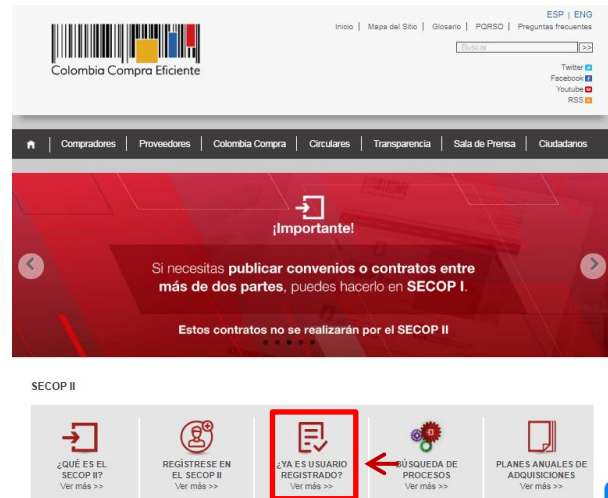 ESP | ENG
Inicio | Mapa del Sitio | Glosario | PQRSD | Preguntas frecuentes
Buscar >>
Colombia Compra Eficiente
Twitter
Facebook
Youtube
RSS
Compradores | Proveedores | Colombia Compra | Circulares | Transparencia | Sala de Prensa | Ciudadanos
¡Importante!
Si necesitas publicar convenios o contratos entre
más de dos partes, puedes hacerlo en SECOP I.
Estos contratos no se realizarán por el SECOP II
SECOP II
¿QUÉ ES EL
SECOP II?
Ver más >>
REGÍSTRESE EN
EL SECOP II
Ver más >>
¿YA ES USUARIO
REGISTRADO?
Ver más >>
BÚSQUEDA DE
PROCESOS
Ver más >>
PLANES ANUALES DE
ADQUISICIONES
Ver más >>